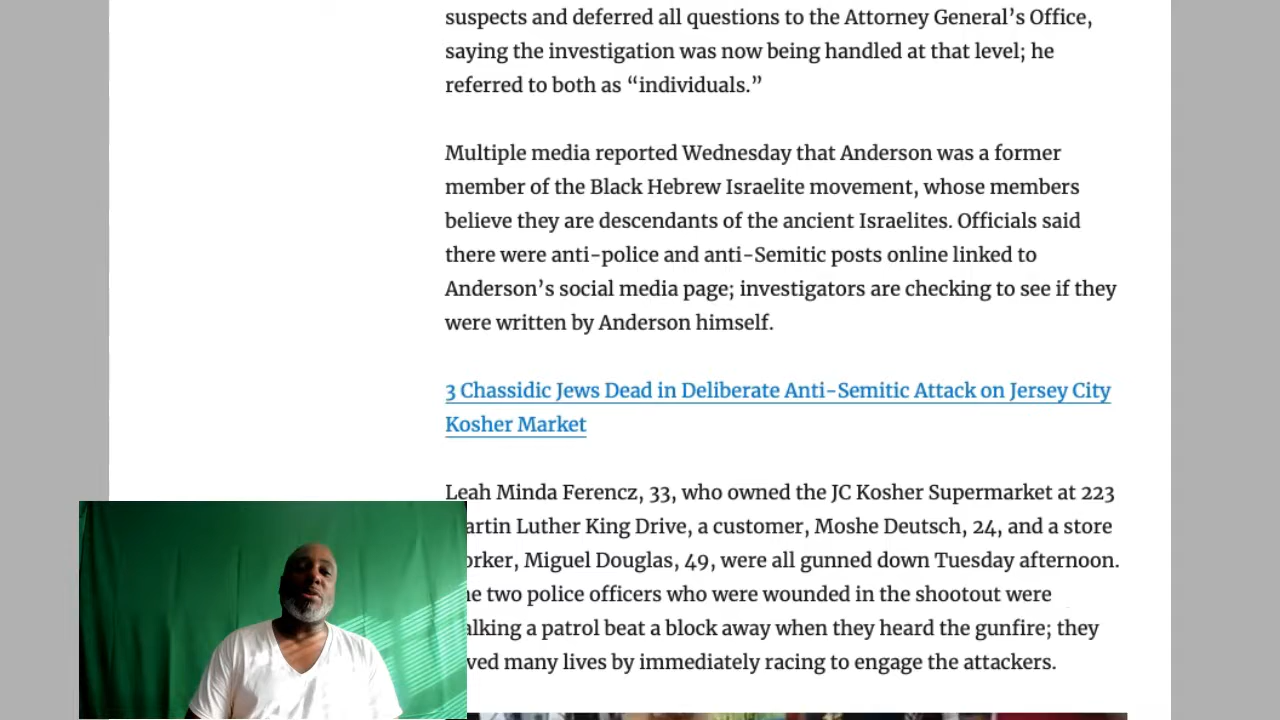 suspects and deferred all questions to the Attorney General’s Office,
saying the investigation was now being handled at that level; he
referred to both as “individuals.”
Multiple media reported Wednesday that Anderson was a former
member of the Black Hebrew Israelite movement, whose members
believe they are descendants of the ancient Israelites. Officials said
there were anti-police and anti-Semitic posts online linked to
Anderson’s social media page; investigators are checking to see if they
were written by Anderson himself.
3 Chassidic Jews Dead in Deliberate Anti-Semitic Attack on Jersey City
Kosher Market
Leah Minda Ferencz, 33, who owned the JC Kosher Supermarket at 223
artin Luther King Drive, a customer, Moshe Deutsch, 24, and a store
orker, Miguel Douglas, 49, were all gunned down Tuesday afternoon.
e two police officers who were wounded in the shootout were
alking a patrol beat a block away when they heard the gunfire; they
ved many lives by immediately racing to engage the attackers.